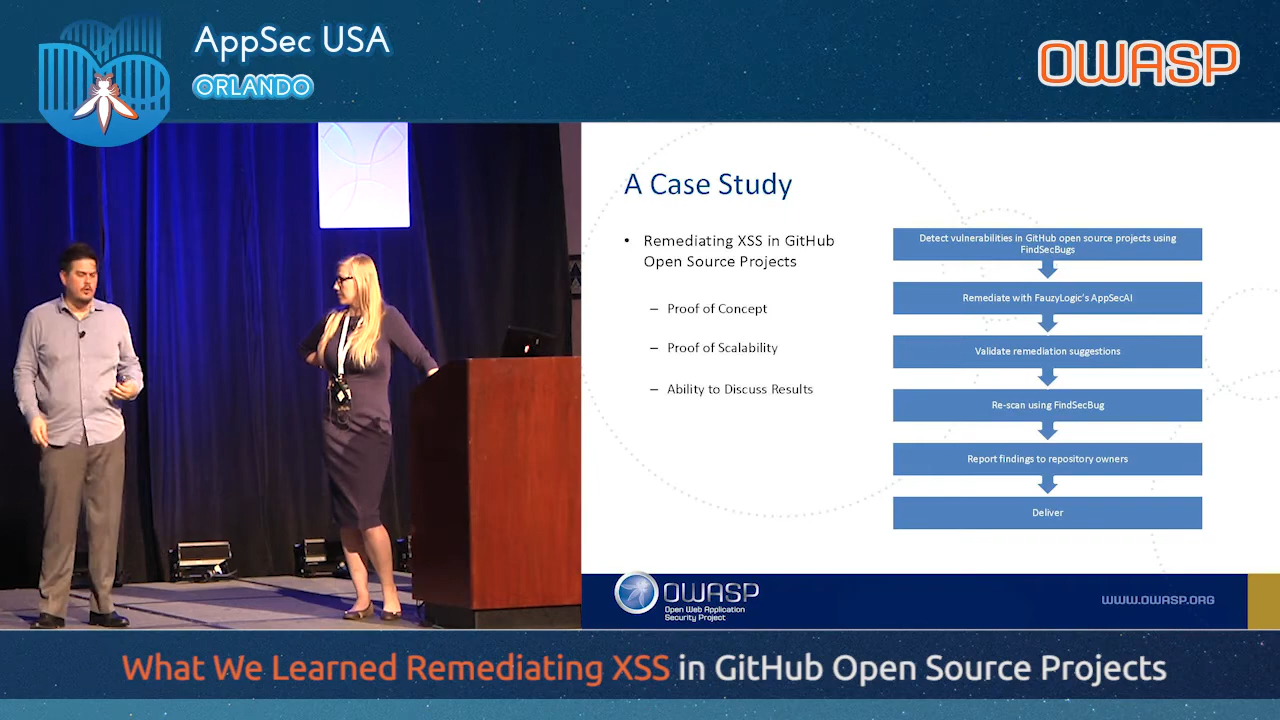 AppSec USA
ORLANDO
OWASP
A Case Study
• Remediating XSS in GitHub
Open Source Projects
– Proof of Concept
– Proof of Scalability
– Ability to Discuss Results
Detect vulnerabilities in GitHub open source projects using
FindSecBugs
Remediate with FauzyLogic's AppSecAI
Validate remediation suggestions
Re-scan using FindSecBug
Report findings to repository owners
Deliver
OWASP
Open Web Application
Security Project
WWW.OWASP.ORG
What We Learned Remediating XSS in GitHub Open Source Projects